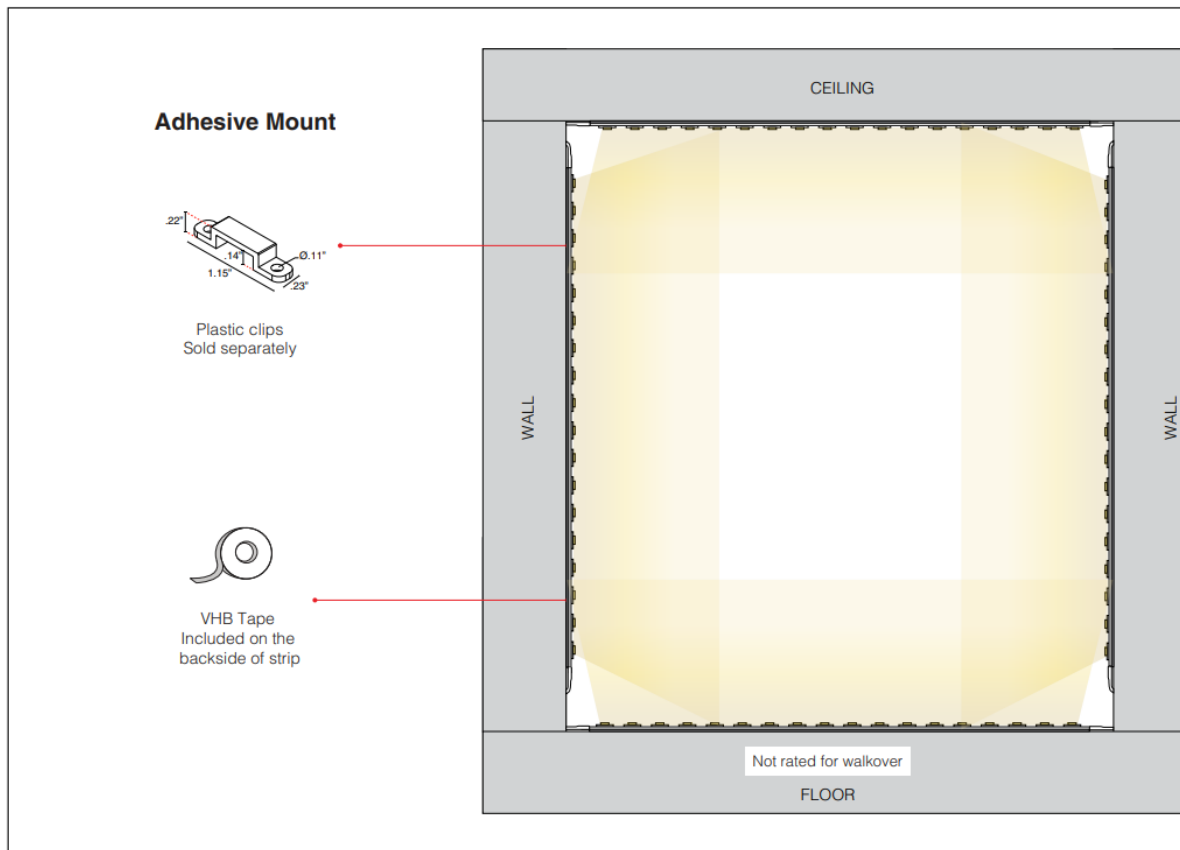 Adhesive Mount
.22"
.14"
Ø.11"
1.15"
.23"
Plastic clips
Sold separately
VHB Tape
Included on the
backside of strip
CEILING
WALL
WALL
Not rated for walkover
FLOOR